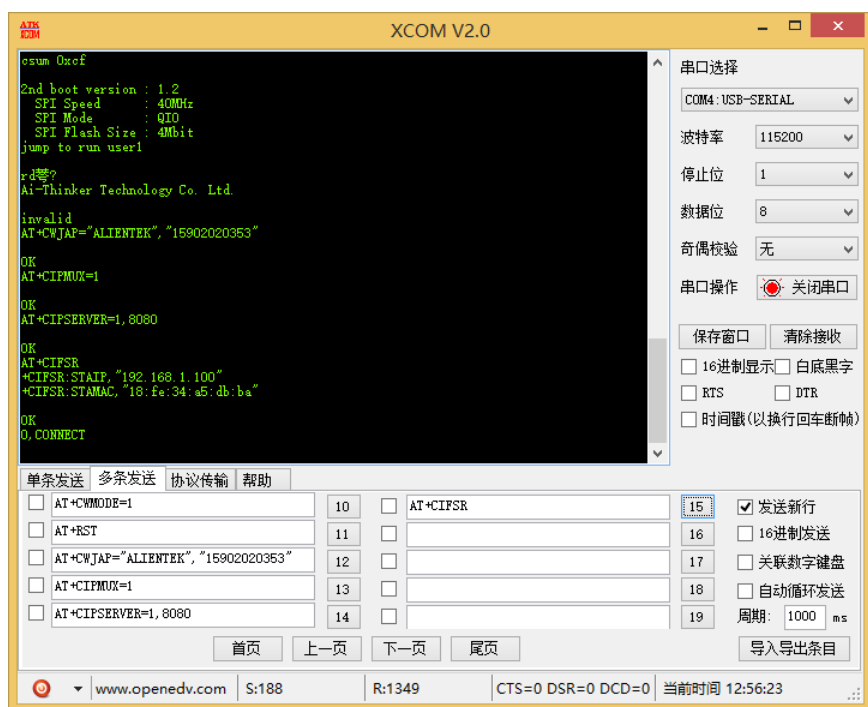 ATK
XCOM
XCOM V2.0
csum 0xcf
2nd boot version : 1.2
SPI Speed : 40MHz
SPI Mode : QIO
SPI Flash Size : 4Mbit
jump to run user1
Ai-Thinker Technology Co. Ltd.
invalid
AT+CWJAP="ALIENTEK","15902020353"
OK
AT+CIPMUX=1
OK
AT+CIPSERVER=1,8080
OK
AT+CIFSR
+CIFSR:STAIP,"192.168.1.100"
+CIFSR:STAMAC,"18:fe:34:a5:db:ba"
OK
0,CONNECT
串口选择
COM4:USB-SERIAL
波特率 115200
停止位 1
数据位 8
奇偶校验 无
串口操作 关闭串口
保存窗口 清除接收
16进制显示 白底黑字
RTS DTR
时间戳(以换行回车断帧)
单条发送 多条发送 协议传输 帮助
AT+CWMODE=1 10 AT+CIFSR 15 发送新行
AT+RST 11 16 16进制发送
AT+CWJAP="ALIENTEK","15902020353" 12 17 关联数字键盘
AT+CIPMUX=1 13 18 自动循环发送
AT+CIPSERVER=1,8080 14 19 周期: 1000 ms
首页 上一页 下一页 尾页 导入导出条目
www.openedv.com S:188 R:1349 CTS=0 DSR=0 DCD=0 当前时间 12:56:23